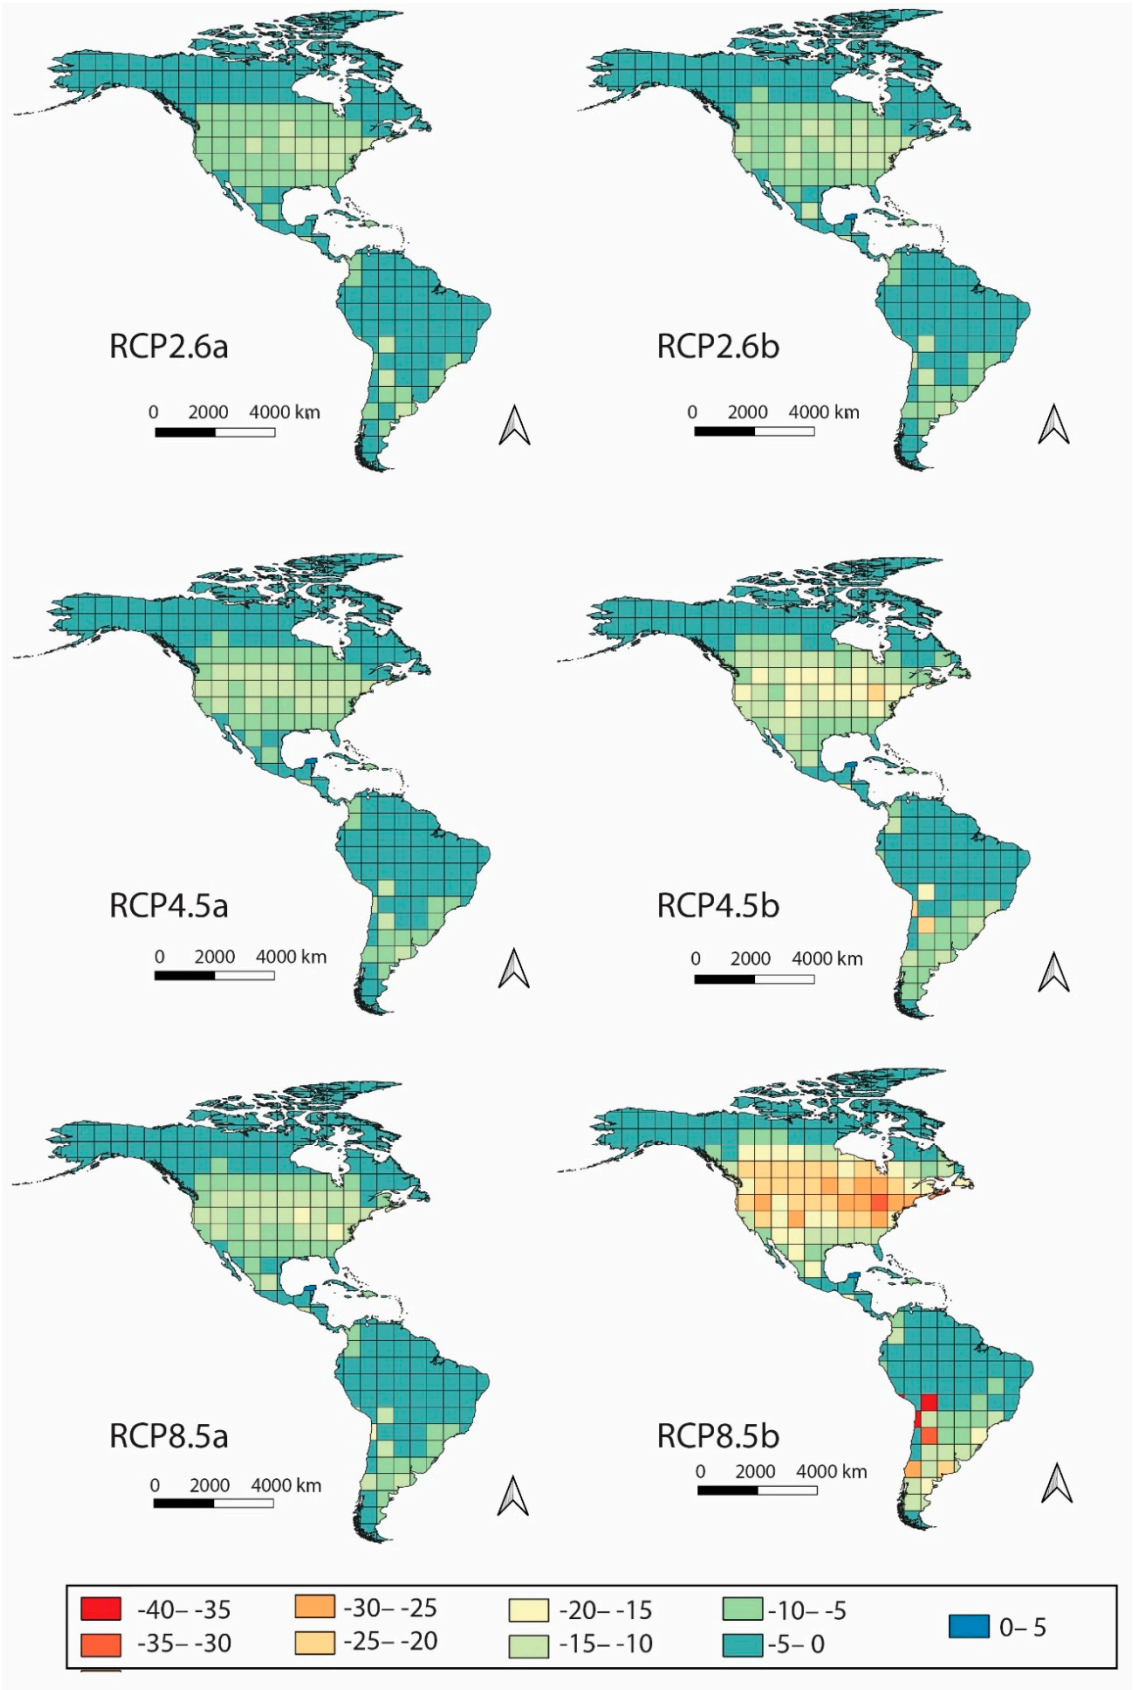 RCP2.6a
0 2000 4000 km
RCP2.6b
0 2000 4000 km
RCP4.5a
0 2000 4000 km
RCP4.5b
0 2000 4000 km
RCP8.5a
0 2000 4000 km
RCP8.5b
0 2000 4000 km
-40– -35
-30– -25
-20– -15
-10– -5
0– 5
-35– -30
-25– -20
-15– -10
-5– 0